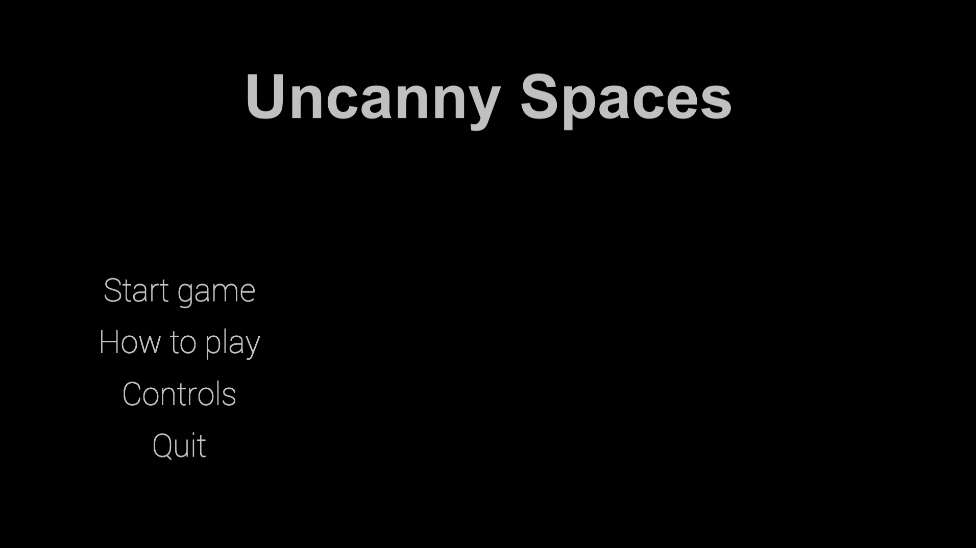 Uncanny Spaces
Start game
How to play
Controls
Quit